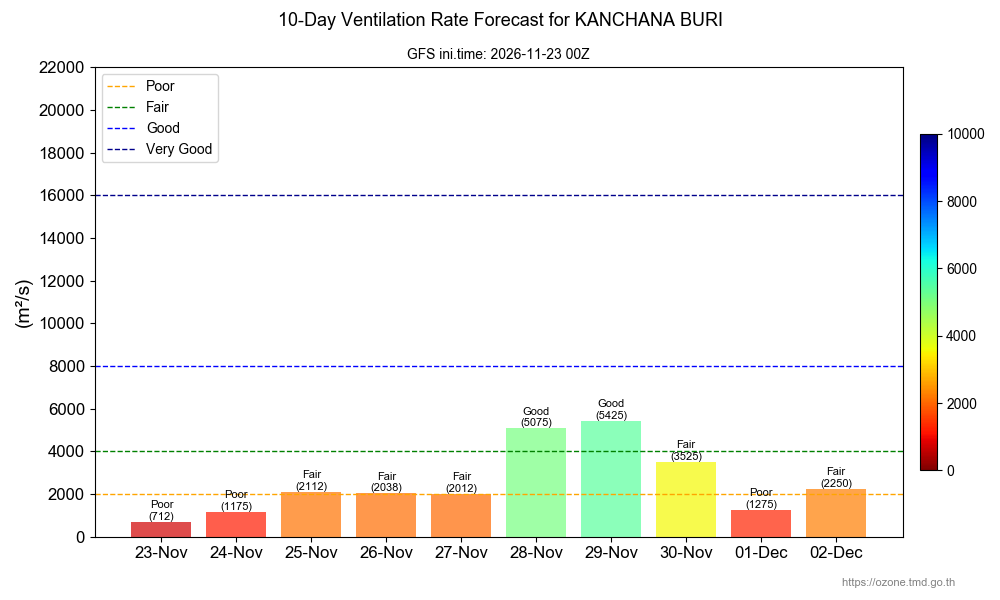 10-Day Ventilation Rate Forecast for KANCHANA BURI
GFS ini.time: 2026-11-23 00Z
22000
20000
18000
16000
14000
12000
10000
8000
6000
4000
2000
0
(m²/s)
Poor
Fair
Good
Very Good
Poor
(712)
Poor
(1175)
Fair
(2112)
Fair
(2038)
Fair
(2012)
Good
(5075)
Good
(5425)
Fair
(3525)
Poor
(1275)
Fair
(2250)
23-Nov
24-Nov
25-Nov
26-Nov
27-Nov
28-Nov
29-Nov
30-Nov
01-Dec
02-Dec
10000
8000
6000
4000
2000
0
https://ozone.tmd.go.th